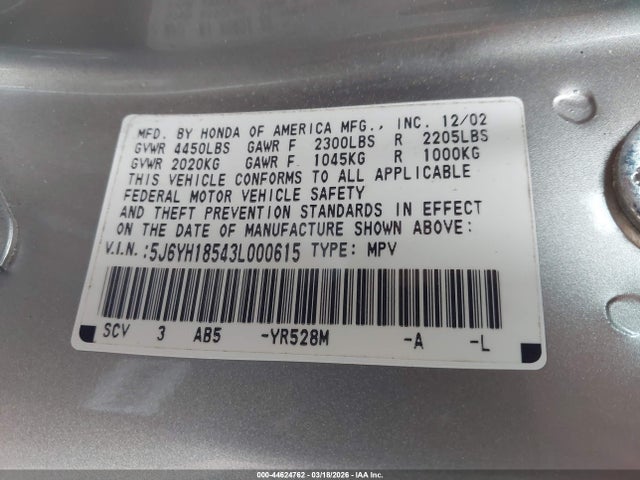 MFD. BY HONDA OF AMERICA MFG., INC. 12/02
GVWR 4450LBS GAWR F 2300LBS R 2205LBS
GVWR 2020KG GAWR F 1045KG R 1000KG
THIS VEHICLE CONFORMS TO ALL APPLICABLE
FEDERAL MOTOR VEHICLE SAFETY
AND THEFT PREVENTION STANDARDS IN EFFECT
ON THE DATE OF MANUFACTURE SHOWN ABOVE:
V.I.N.:5J6YH18543L000615 TYPE: MPV
SCV 3 AB5 -YR528M -A -L
000-44624762 - 03/18/2026 - IAA Inc.